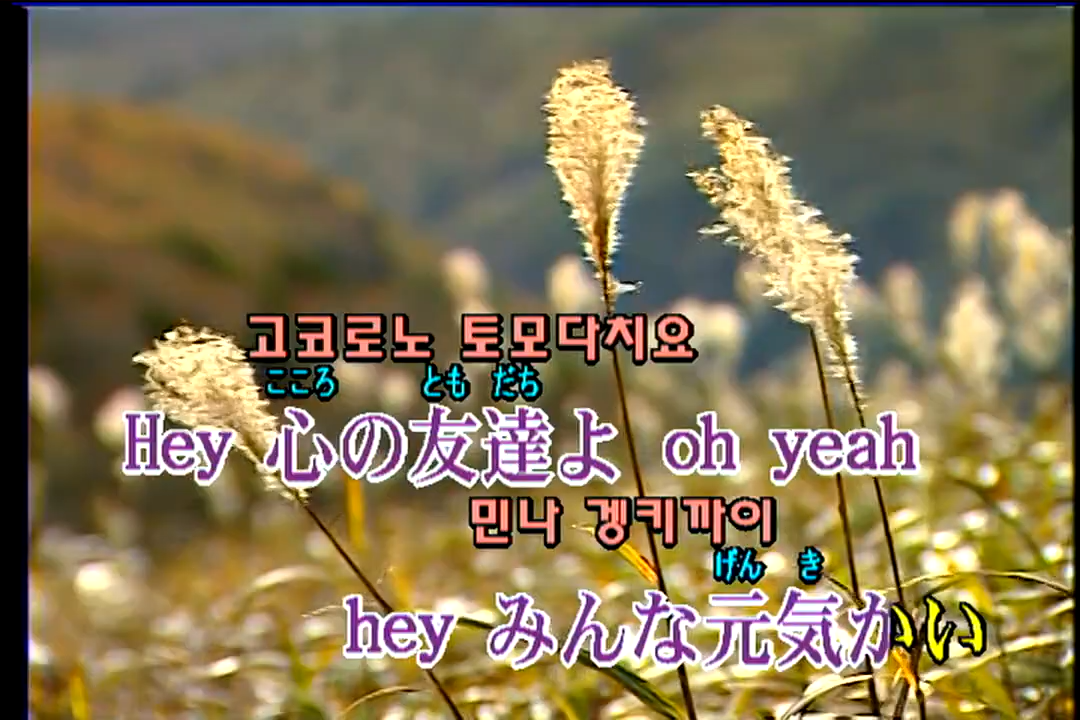 고코로노 토모다치요
こころ とも だち
Hey 心の友達よ oh yeah
민나 겡키까이
げん き
hey みんな元気かい